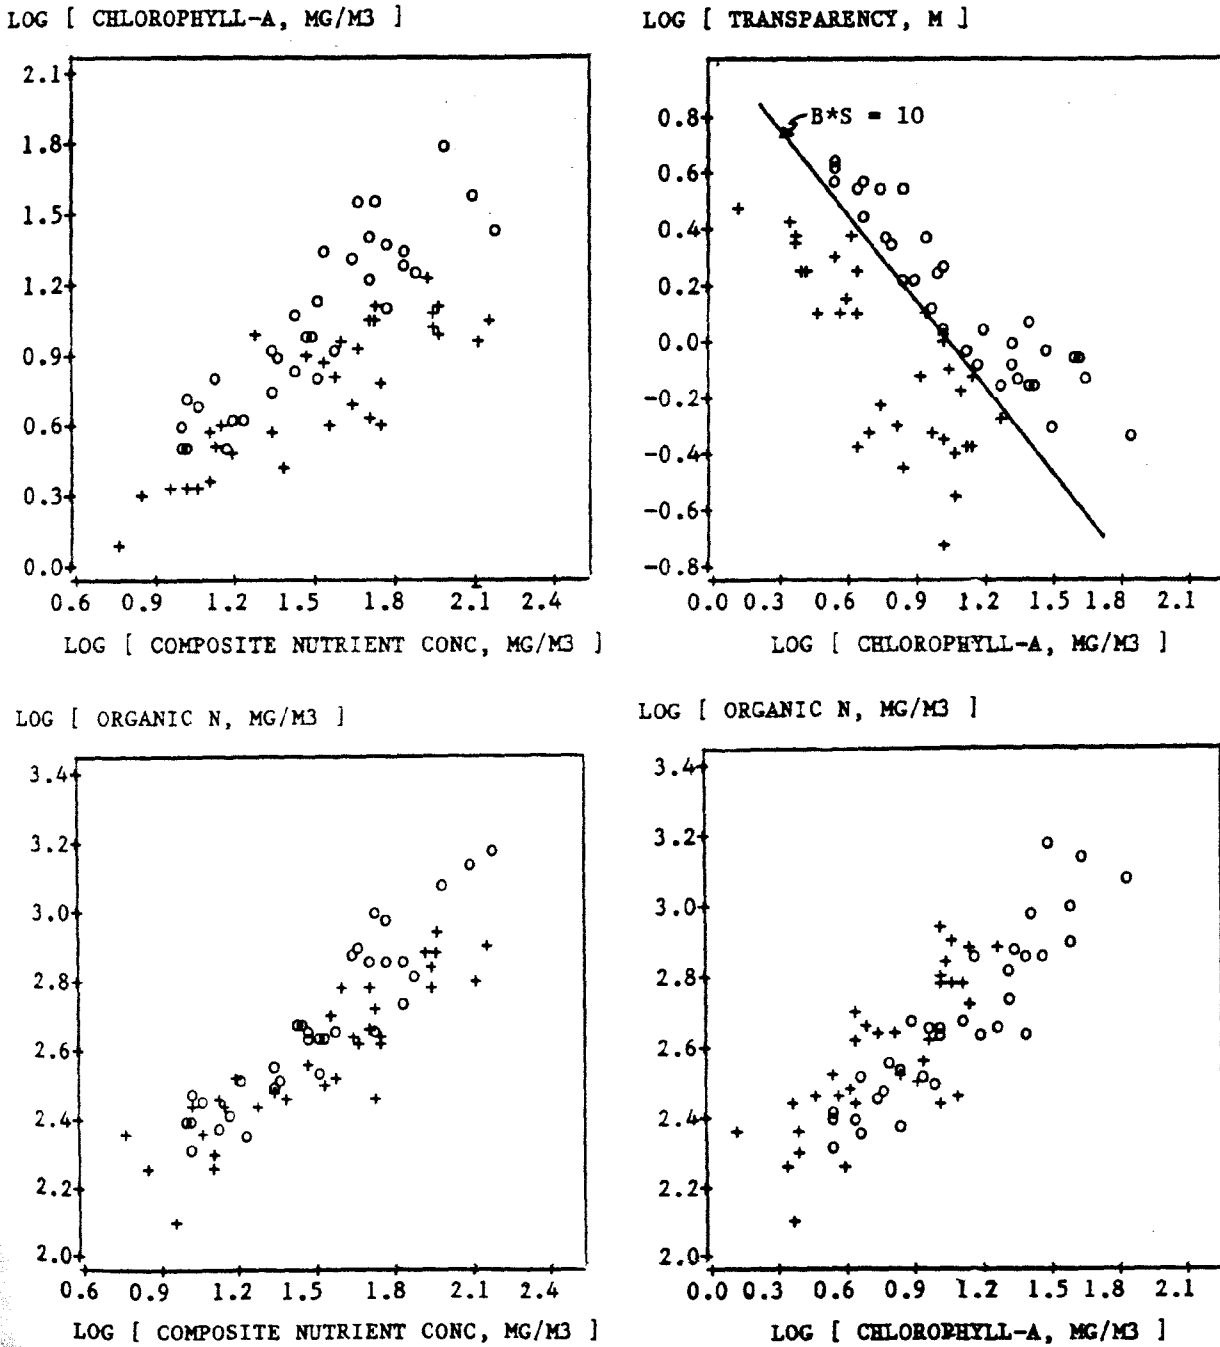 LOG [ CHLOROPHYLL-A, MG/M3 ]
2.1
1.8
1.5
1.2
0.9
0.6
0.3
0.0
0.6 0.9 1.2 1.5 1.8 2.1 2.4
LOG [ COMPOSITE NUTRIENT CONC, MG/M3 ]
LOG [ TRANSPARENCY, M ]
B*S = 10
0.8
0.6
0.4
0.2
0.0
-0.2
-0.4
-0.6
-0.8
0.0 0.3 0.6 0.9 1.2 1.5 1.8 2.1
LOG [ CHLOROPHYLL-A, MG/M3 ]
LOG [ ORGANIC N, MG/M3 ]
3.4
3.2
3.0
2.8
2.6
2.4
2.2
2.0
0.6 0.9 1.2 1.5 1.8 2.1 2.4
LOG [ COMPOSITE NUTRIENT CONC, MG/M3 ]
LOG [ ORGANIC N, MG/M3 ]
3.4
3.2
3.0
2.8
2.6
2.4
2.2
2.0
0.0 0.3 0.6 0.9 1.2 1.5 1.8 2.1
LOG [ CHLOROPHYLL-A, MG/M3 ]